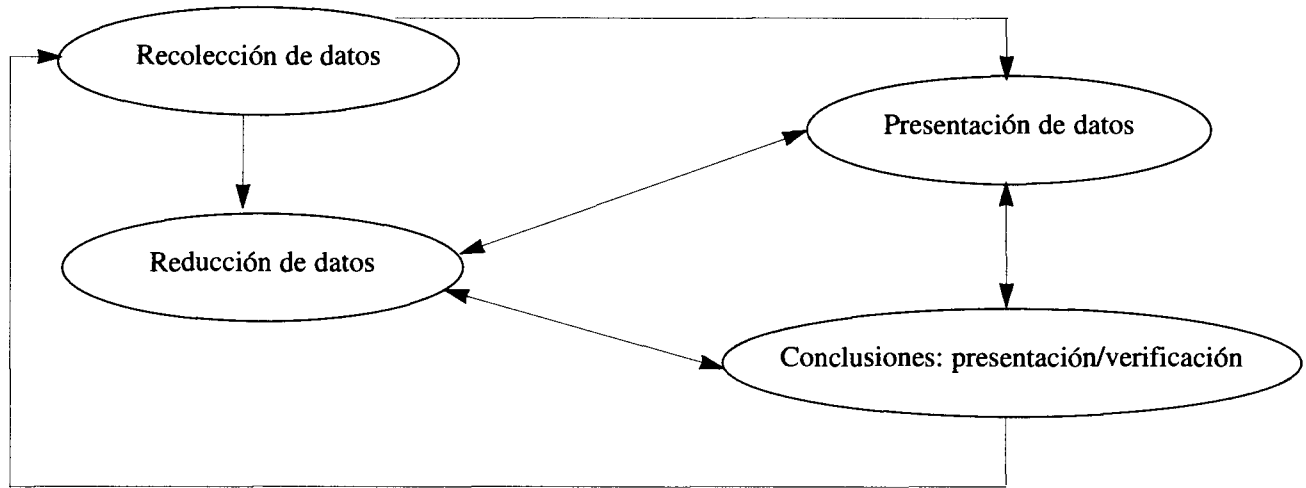 Recolección de datos
Presentación de datos
Reducción de datos
Conclusiones: presentación/verificación